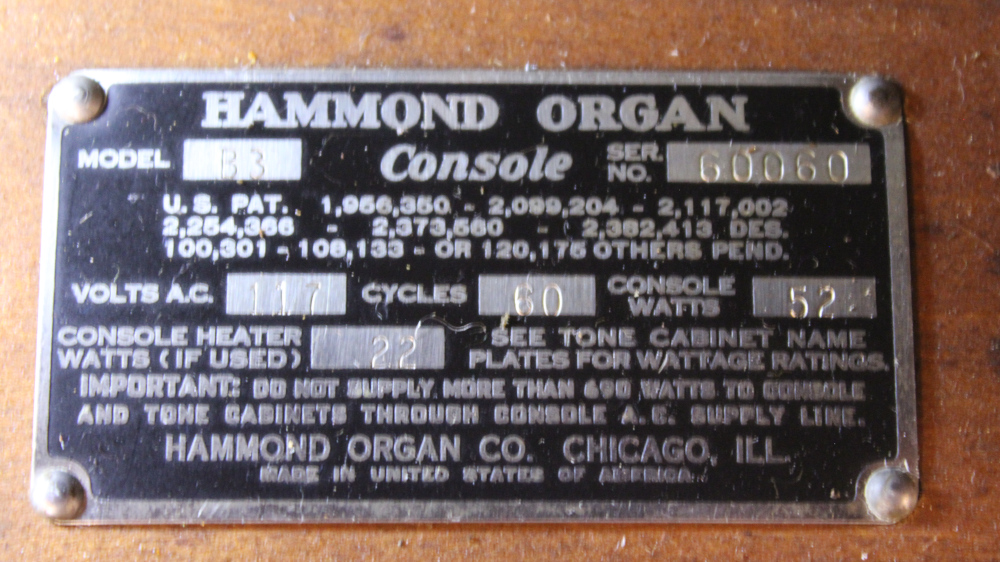 HAMMOND ORGAN
MODEL B3 Console SER. NO. 60060
U.S. PAT. 1,956,350 - 2,099,204 - 2,117,002
2,254,366 - 2,373,560 - 2,382,413 DES.
100,301 - 108,133 - OR 120,175 OTHERS PEND.
VOLTS A.C. 117 CYCLES 60 CONSOLE WATTS 52
CONSOLE HEATER SEE TONE CABINET NAME
WATTS (IF USED) 22 PLATES FOR WATTAGE RATINGS.
IMPORTANT: DO NOT SUPPLY MORE THAN 690 WATTS TO CONSOLE
AND TONE CABINETS THROUGH CONSOLE A.C. SUPPLY LINE.
HAMMOND ORGAN CO. CHICAGO, ILL.
MADE IN UNITED STATES OF AMERICA